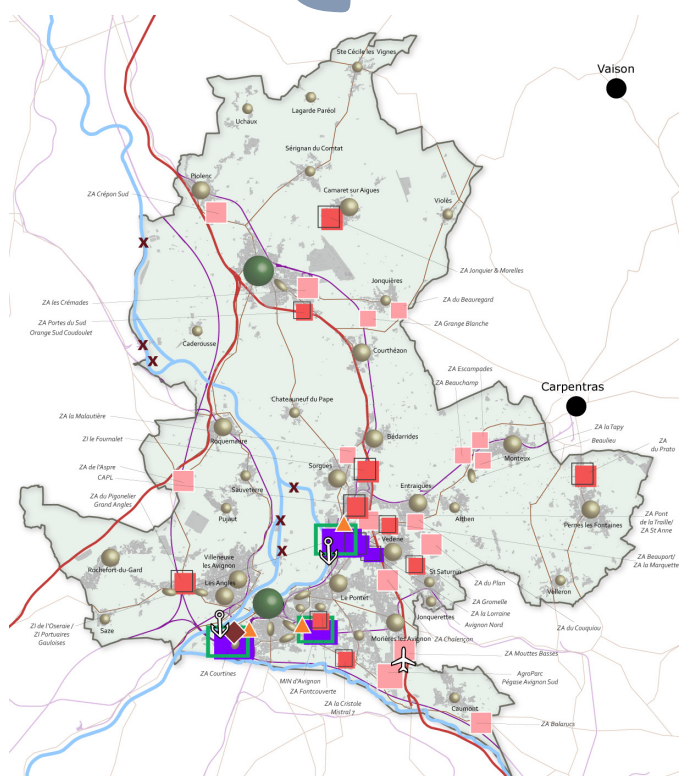 Vaison
Ste Cécile les Vignes
Lagarde Paréol
Uchaux
Sérignan du Comtat
Piolenc
Camaret sur Aigues
ZA Crépon Sud
Violés
x
ZA Jonquier & Morelles
Jonquières
ZA les Crémades
ZA du Beauregard
ZA Portes du Sud
Orange Sud Coudoulet
ZA Grange Blanche
Caderousse
x
x
Courthézon
ZA Escampades
ZA Beauchamp
Carpentras
Chateauneuf du Pape
ZA la Malautière
ZA la Tapy
Roquemaure
Bédarrides
Beaulieu
ZA
du Prato
ZI le Fournalet
Monteux
ZA de l'Aspre
CAPL
Sorgues
Sauveterre
Entraigues
x
ZA du Pigeonlier
Grand Angles
Pujaut
Althen
Pernes les Fontaines
ZA Pont
de la Traille/
ZA St Anne
x
Vedène
Villeneuve
les Avignon
x
Rochefort-du-Gard
ZA Beauport/
ZA la Marquette
Les Angles
St Saturnin
ZA du Plan
Velleron
Le Pontet
ZA Gromelle
Jonquerettes
ZA la Lorraine
Avignon Nord
Saze
ZI de l'Oseraie /
ZI Portuaires
Gauloises
ZA du Couquiou
Morières les Avignon
ZA Chalençon
ZA Mouttes Basses
ZA Courtines
MIN d'Avignon
AgroParc
Pégase Avignon Sud
ZA Fontcouverte
ZA la Cristole
Mistral 7
Caumont
ZA Balarucs